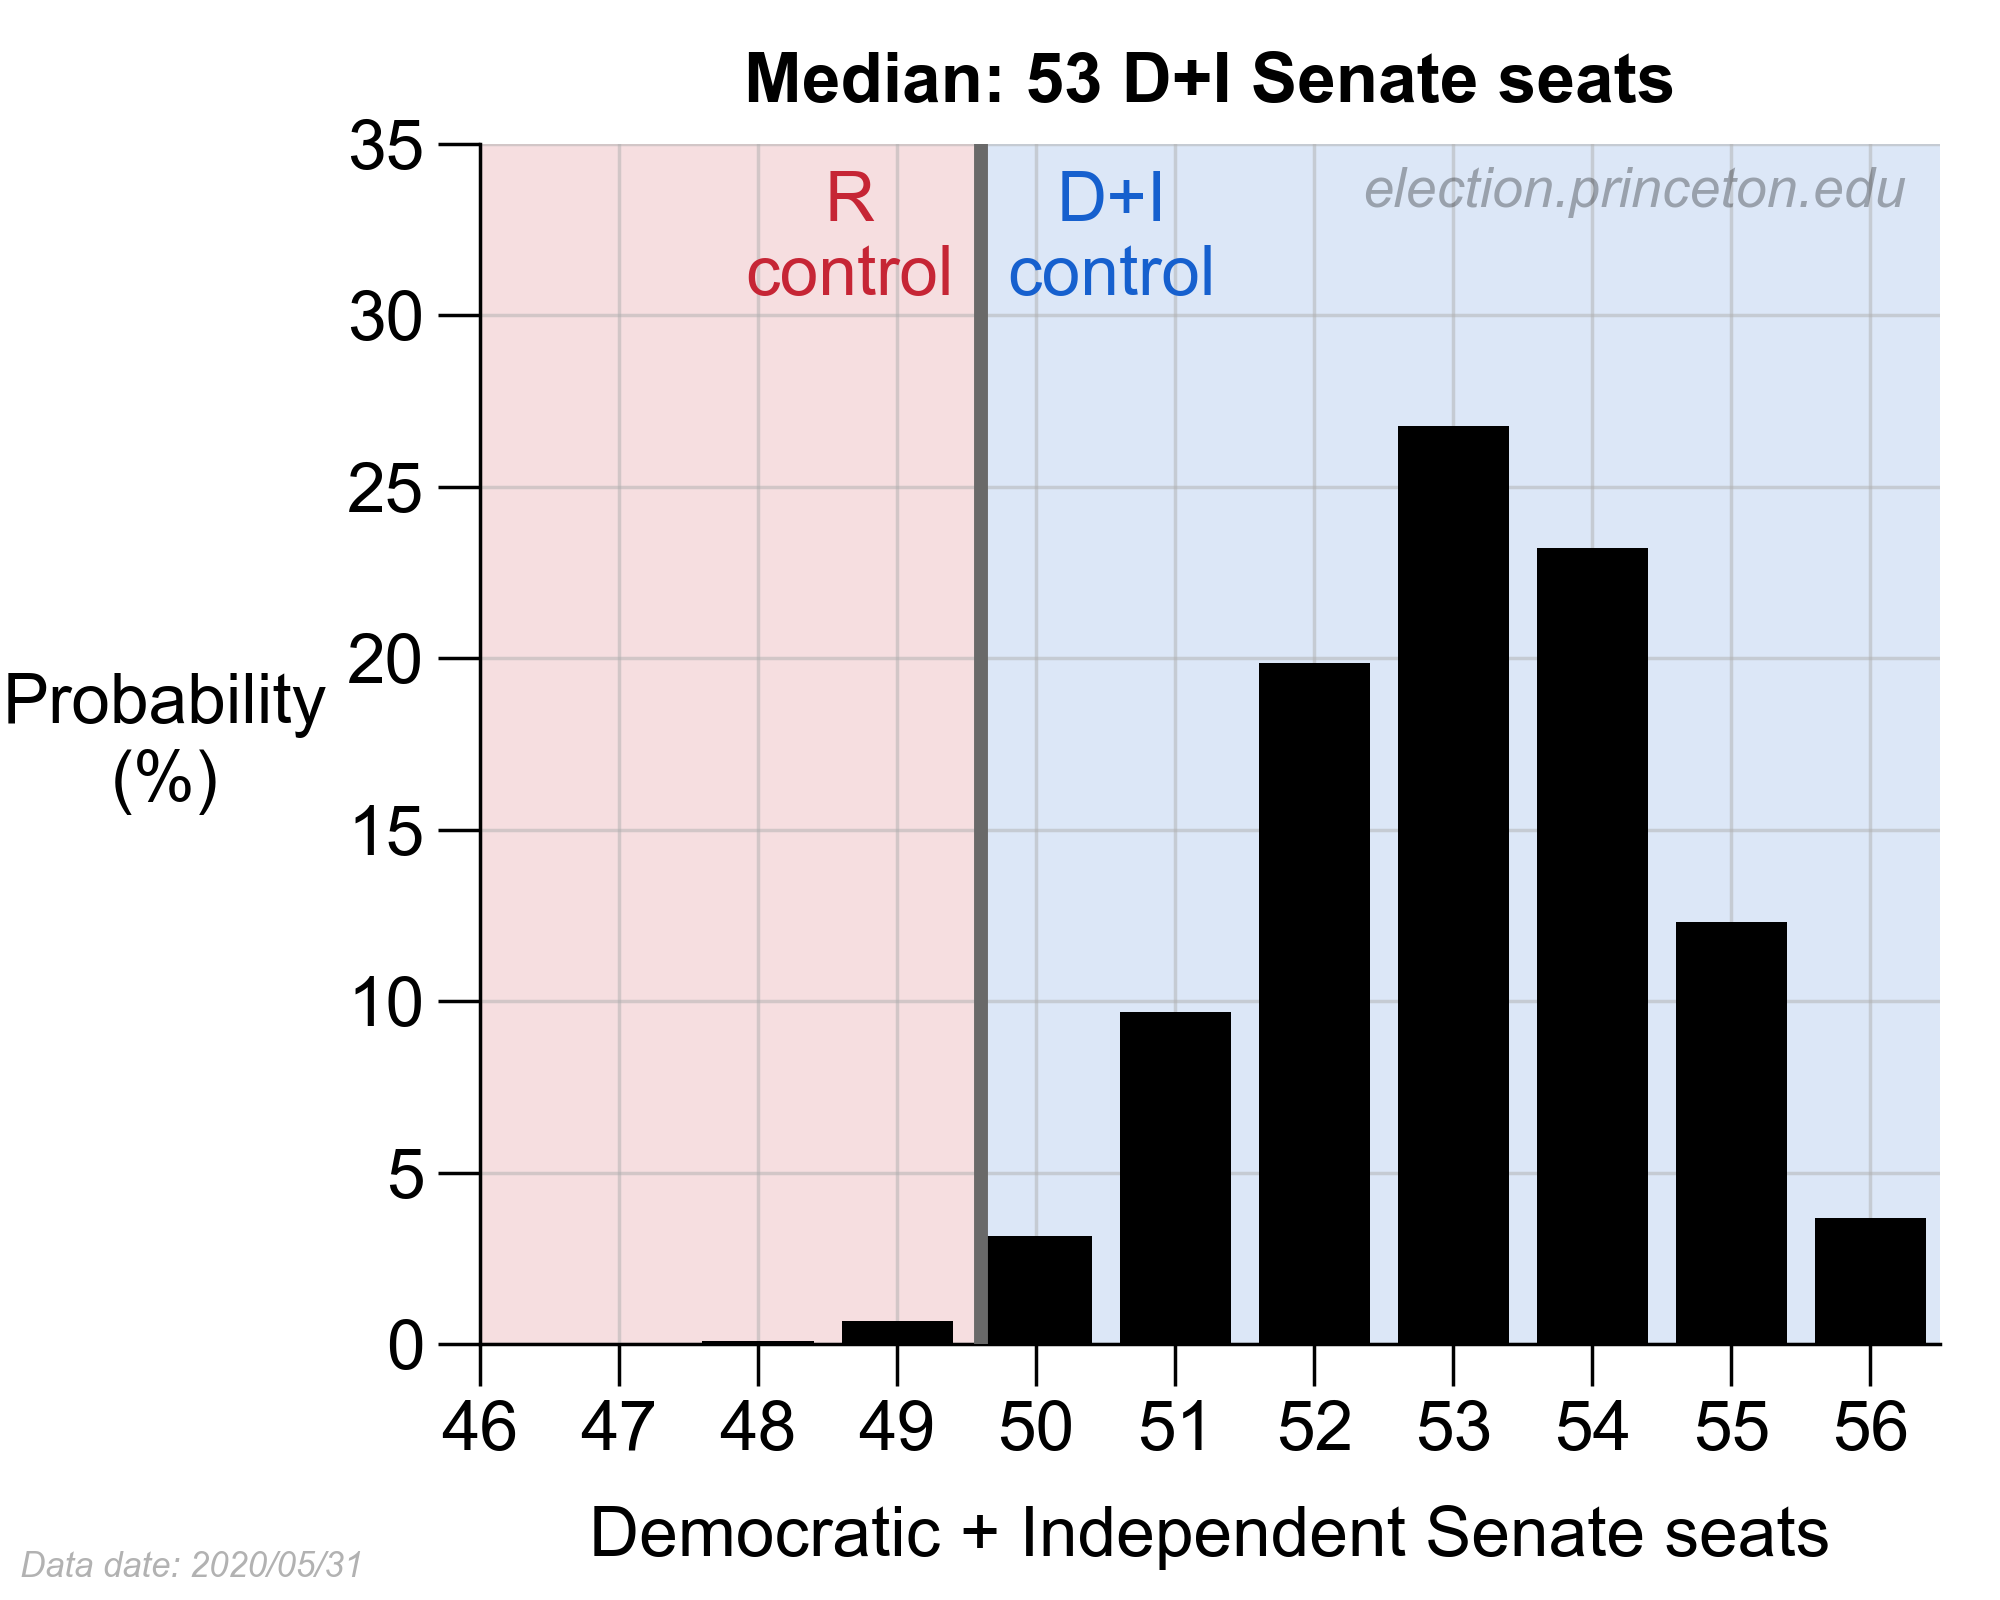 Median: 53 D+I Senate seats
R
control
D+I
control
election.princeton.edu
35
30
25
20
15
10
5
0
Probability
(%)
46 47 48 49 50 51 52 53 54 55 56
Democratic + Independent Senate seats
Data date: 2020/05/31